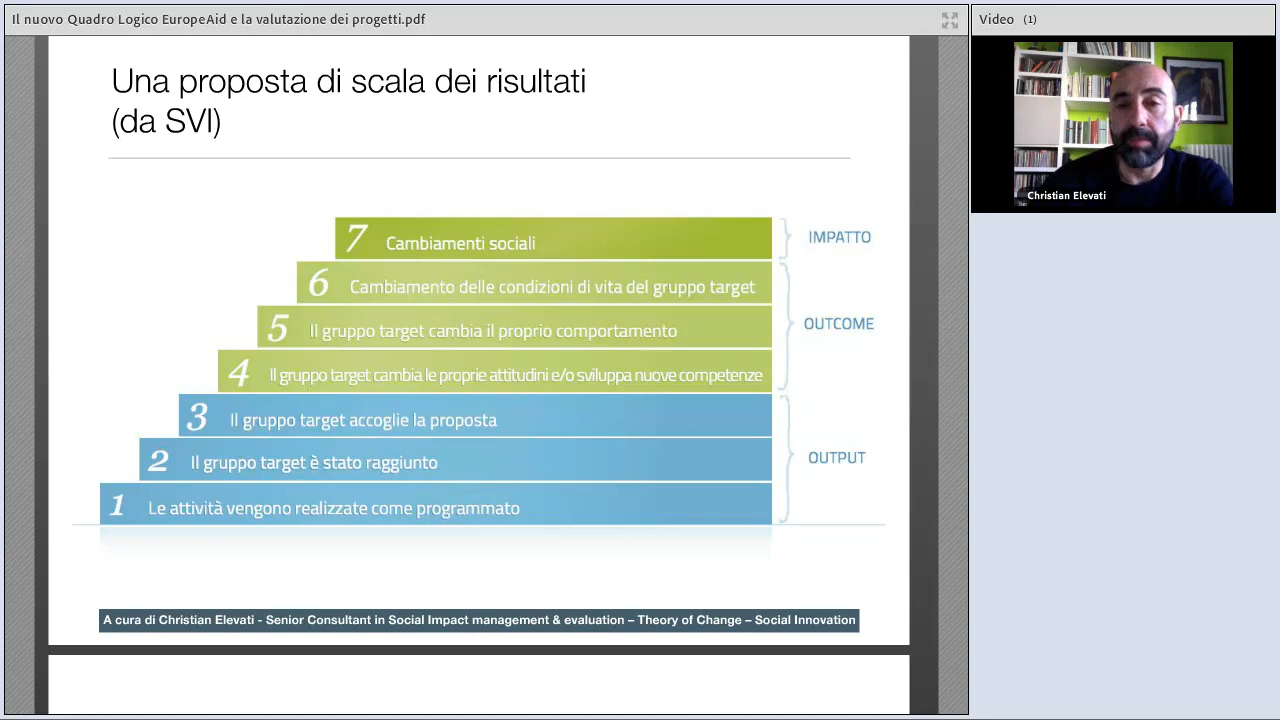 Il nuovo Quadro Logico EuropeAid e la valutazione dei progetti.pdf
Video (1)
Una proposta di scala dei risultati
(da SVI)
7 Cambiamenti sociali
IMPATTO
6 Cambiamento delle condizioni di vita del gruppo target
5 Il gruppo target cambia il proprio comportamento
OUTCOME
4 Il gruppo target cambia le proprie attitudini e/o sviluppa nuove competenze
3 Il gruppo target accoglie la proposta
2 Il gruppo target è stato raggiunto
OUTPUT
1 Le attività vengono realizzate come programmato
A cura di Christian Elevati - Senior Consultant in Social Impact management & evaluation – Theory of Change – Social Innovation
Christian Elevati